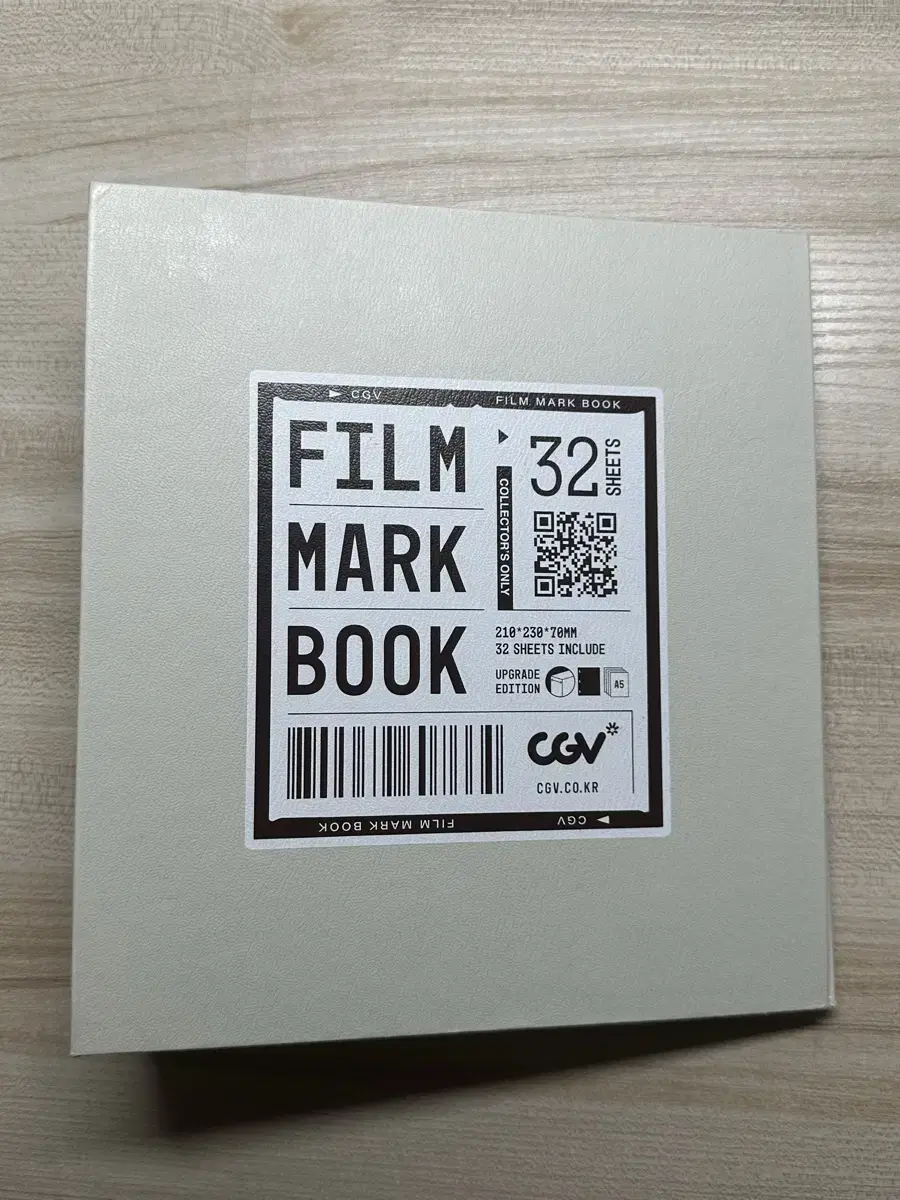 ▶ CGV FILM MARK BOOK
FILM
MARK
BOOK
COLLECTOR'S ONLY
32 SHEETS
210*230*70MM
32 SHEETS INCLUDE
UPGRADE
EDITION
A5
CGV*
CGV.CO.KR
▶ CGV FILM MARK BOOK